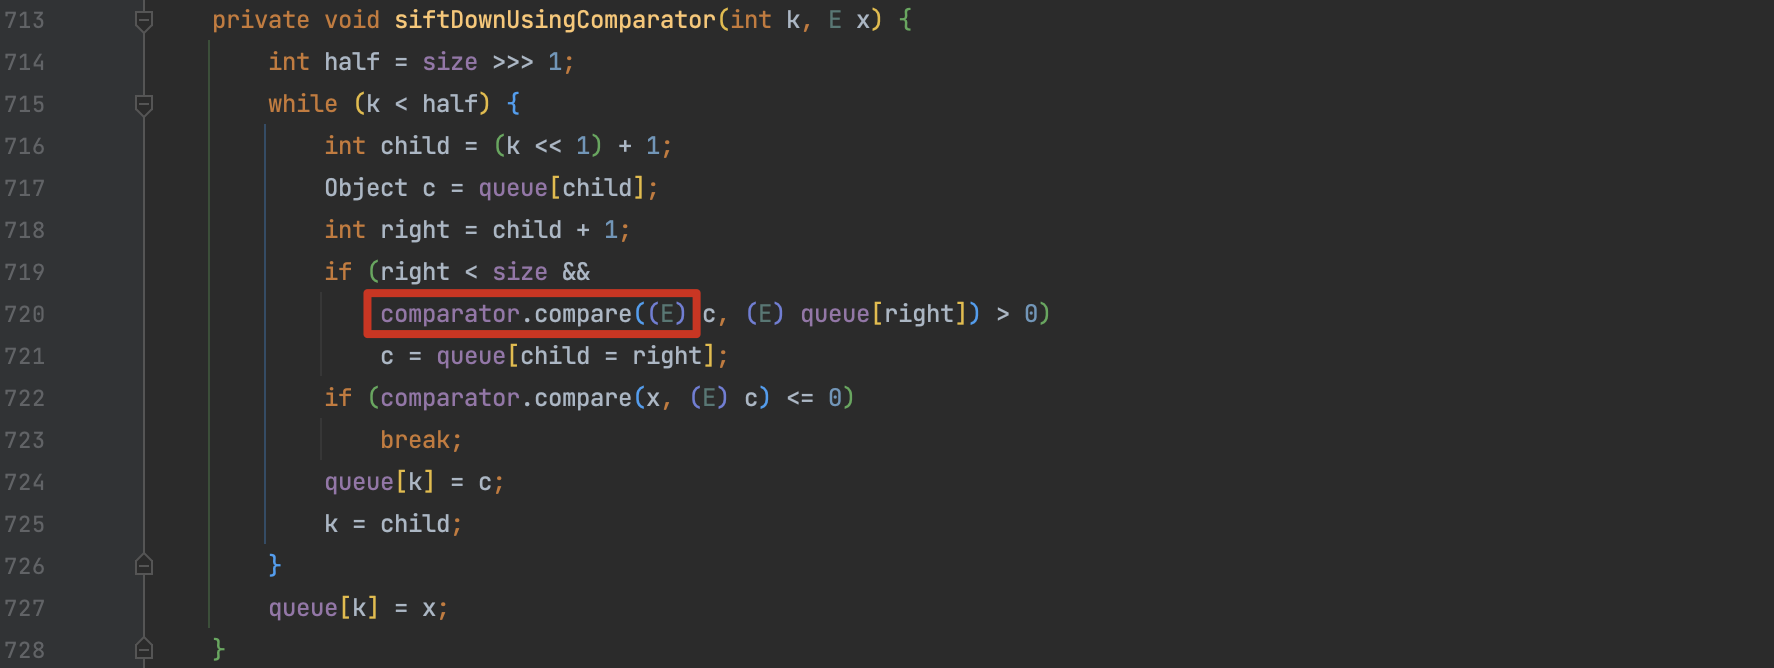 713 private void siftDownUsingComparator(int k, E x) {
714 int half = size >>> 1;
715 while (k < half) {
716 int child = (k << 1) + 1;
717 Object c = queue[child];
718 int right = child + 1;
719 if (right < size &&
720 comparator.compare((E) c, (E) queue[right]) > 0)
721 c = queue[child = right];
722 if (comparator.compare(x, (E) c) <= 0)
723 break;
724 queue[k] = c;
725 k = child;
726 }
727 queue[k] = x;
728 }